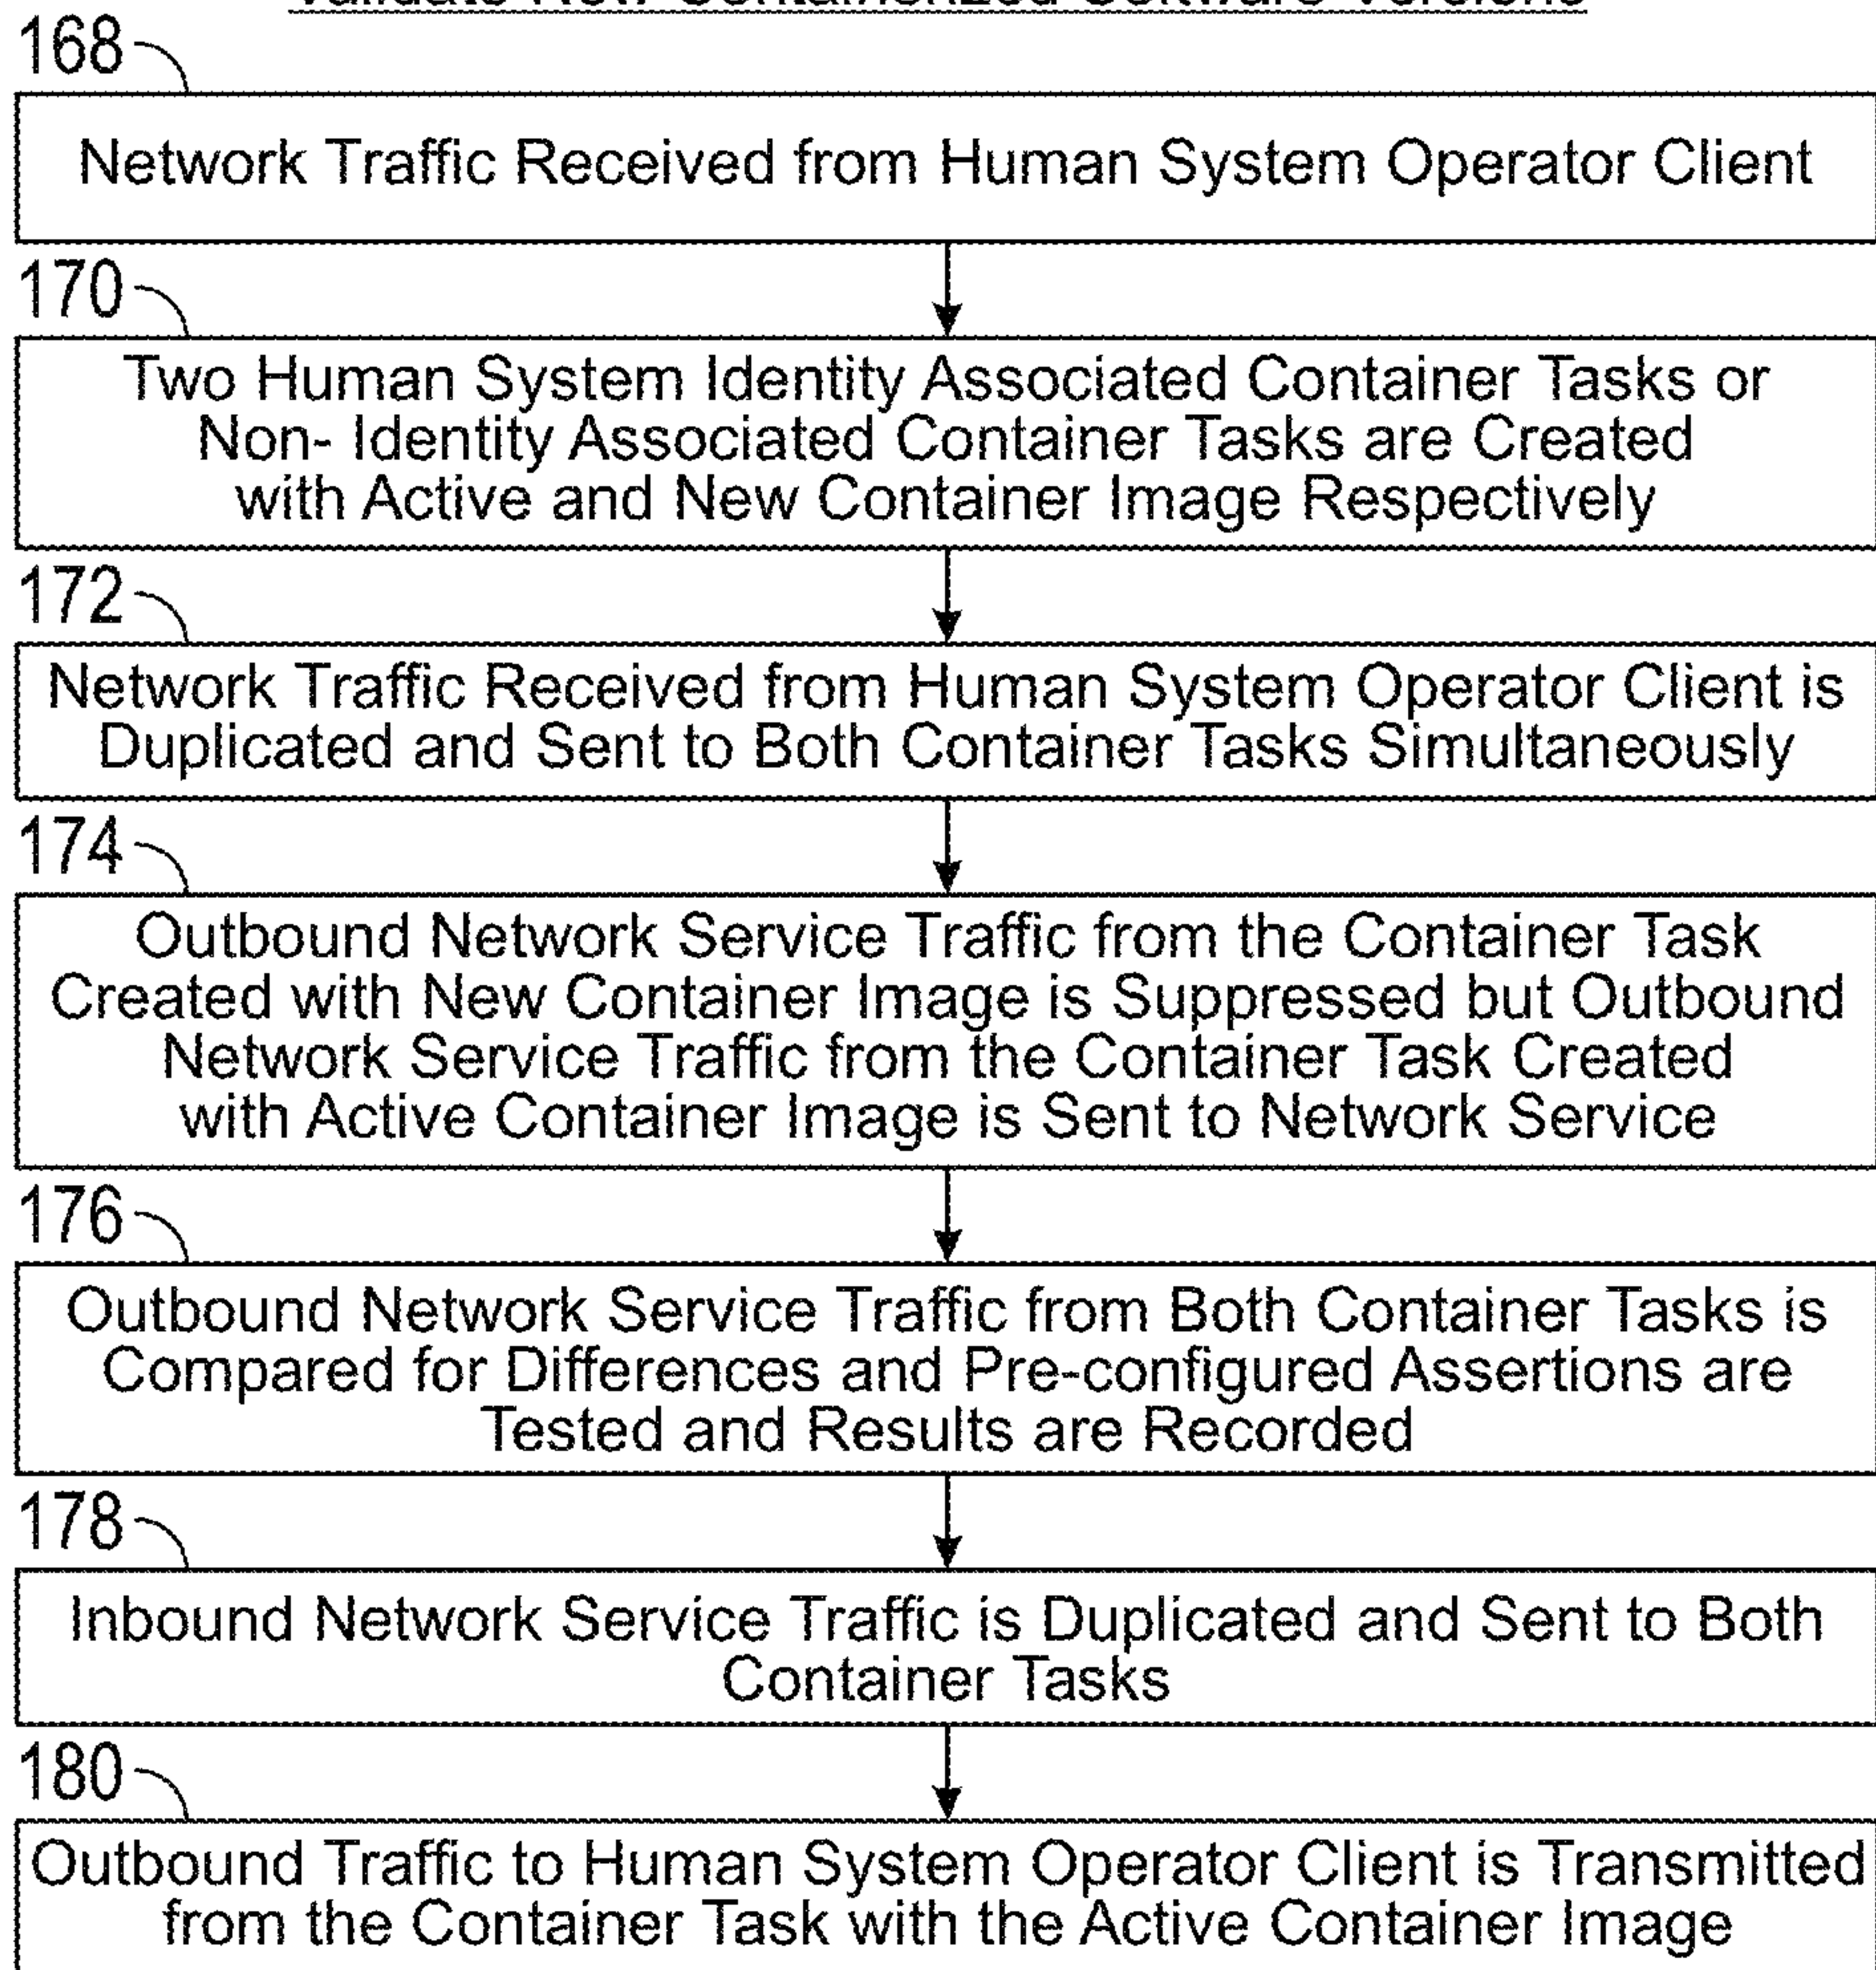 Validate New Containerized Software Versions
168
Network Traffic Received from Human System Operator Client
170
Two Human System Identity Associated Container Tasks or
Non- Identity Associated Container Tasks are Created
with Active and New Container Image Respectively
172
Network Traffic Received from Human System Operator Client is
Duplicated and Sent to Both Container Tasks Simultaneously
174
Outbound Network Service Traffic from the Container Task
Created with New Container Image is Suppressed but Outbound
Network Service Traffic from the Container Task Created
with Active Container Image is Sent to Network Service
176
Outbound Network Service Traffic from Both Container Tasks is
Compared for Differences and Pre-configured Assertions are
Tested and Results are Recorded
178
Inbound Network Service Traffic is Duplicated and Sent to Both
Container Tasks
180
Outbound Traffic to Human System Operator Client is Transmitted
from the Container Task with the Active Container Image